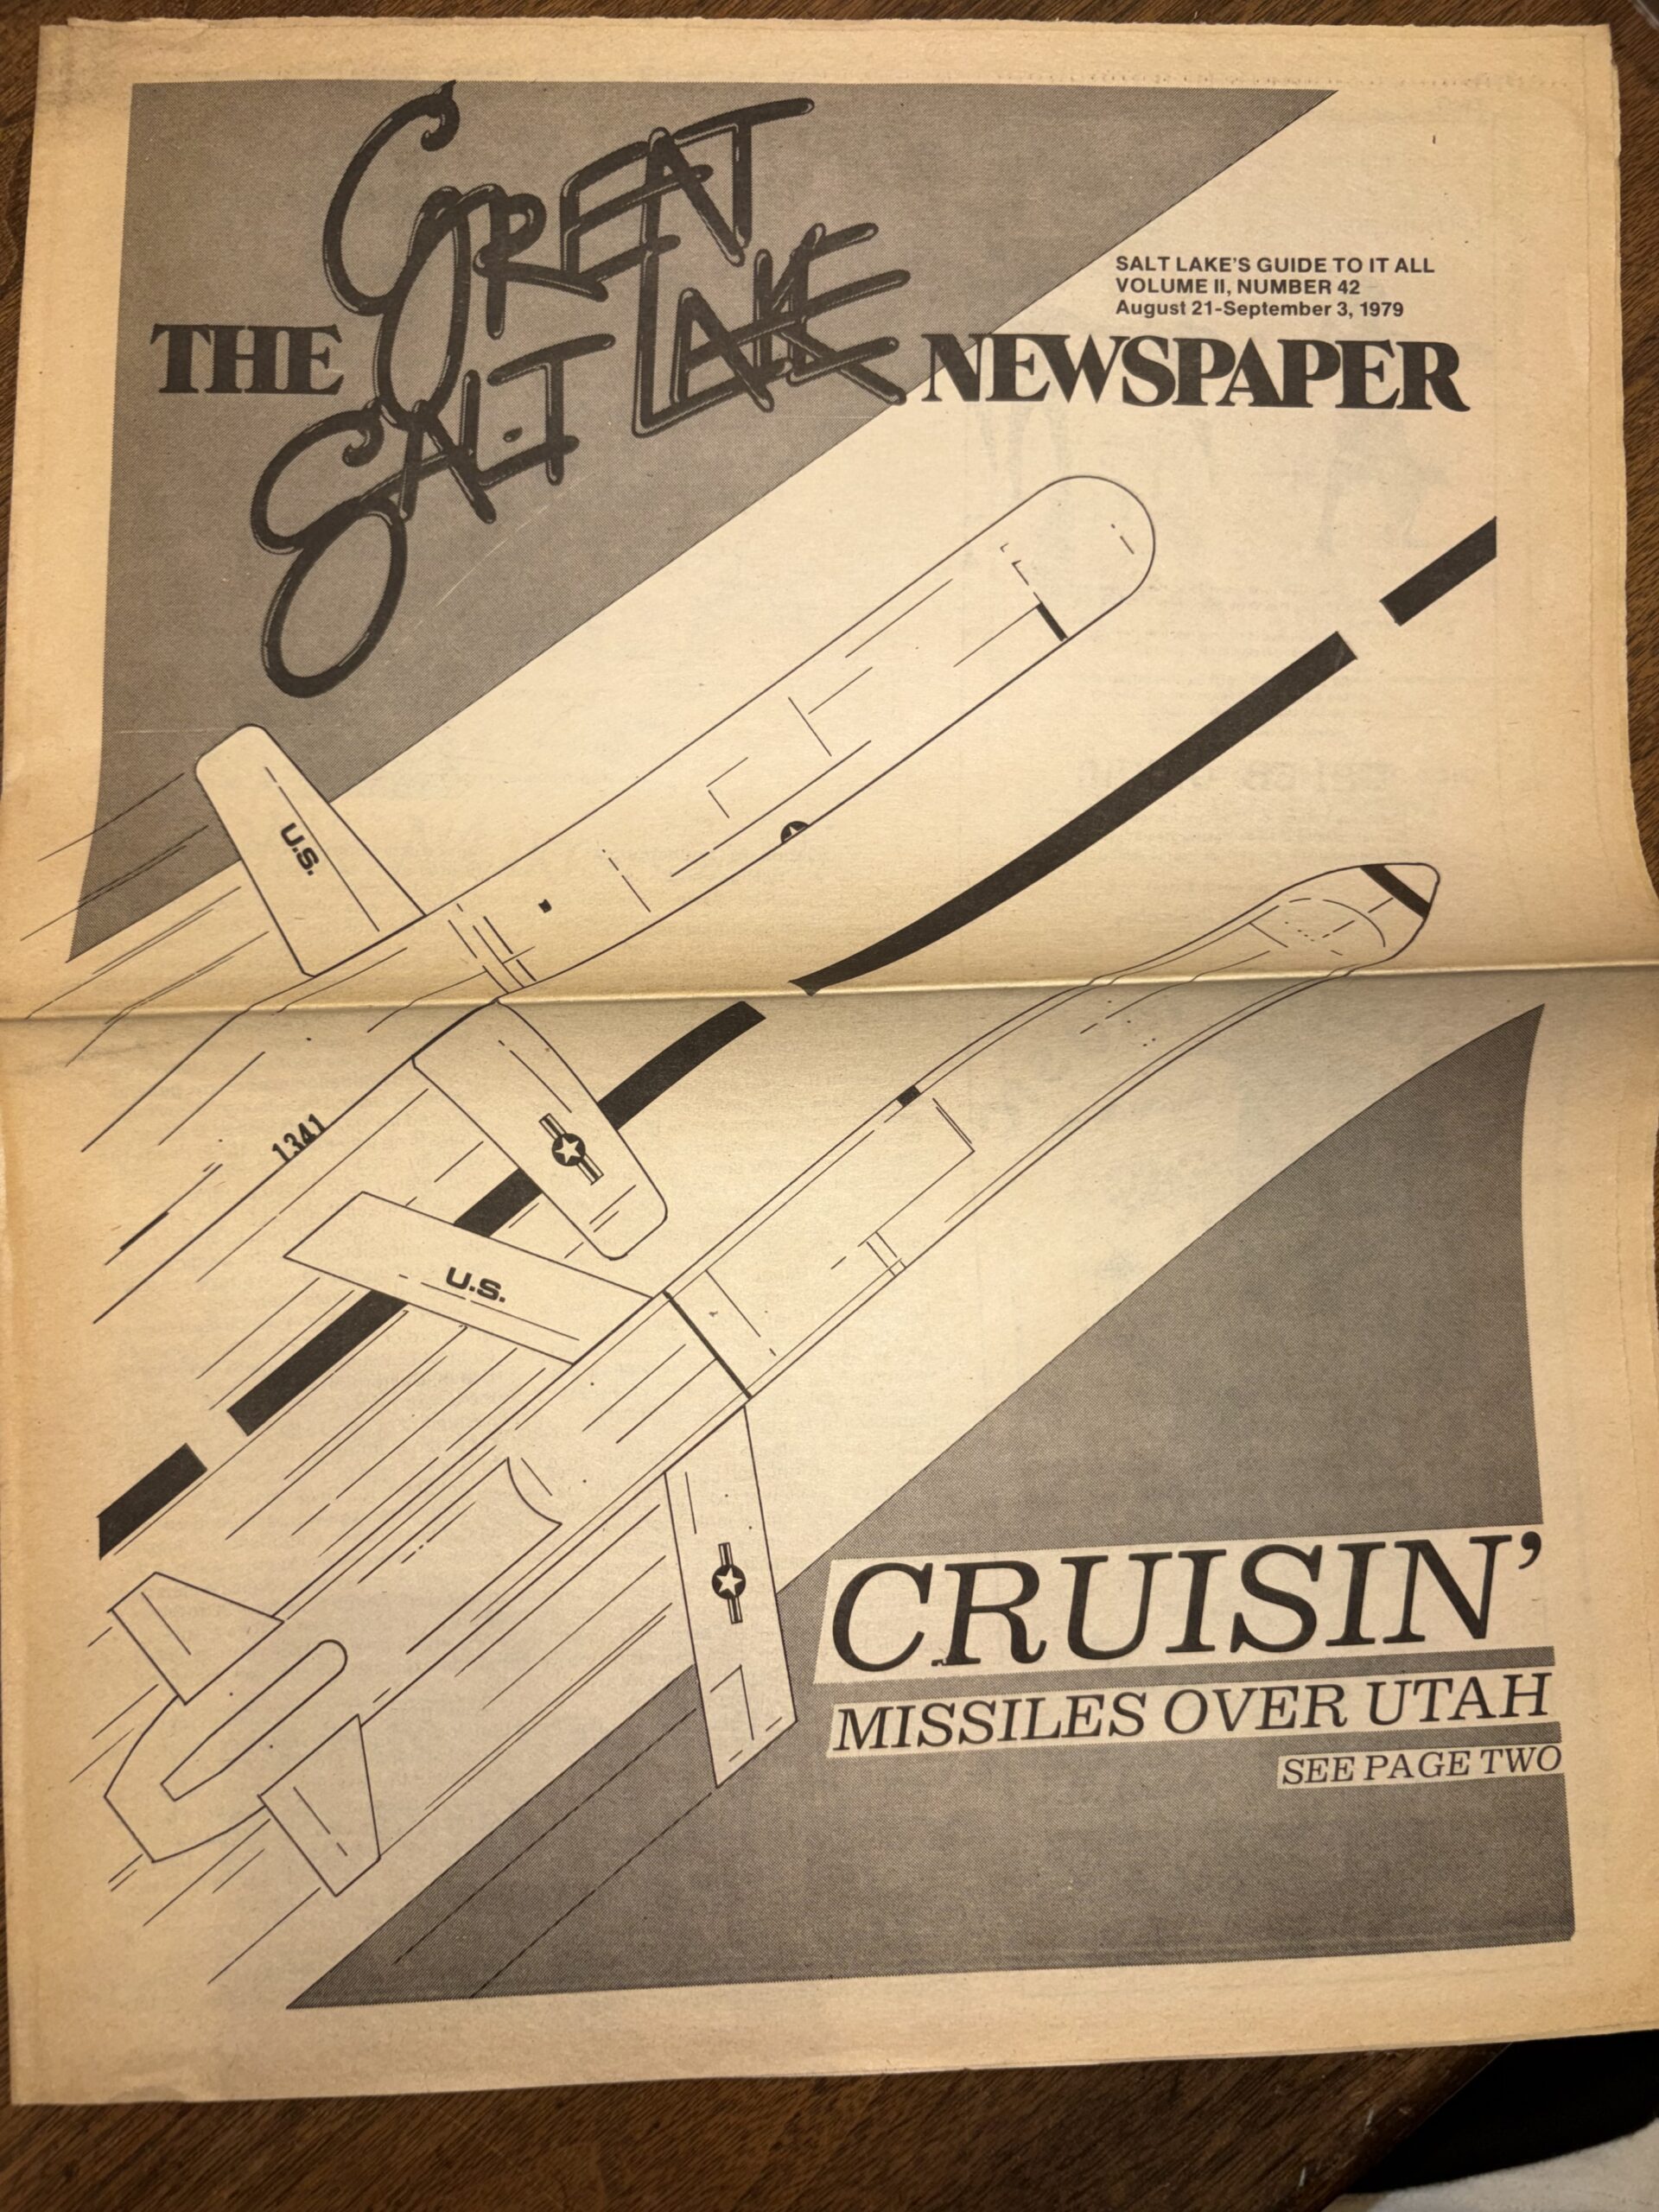 THE GREAT SALT LAKE NEWSPAPER
SALT LAKE'S GUIDE TO IT ALL
VOLUME II, NUMBER 42
August 21-September 3, 1979
U.S.
1341
U.S.
CRUISIN'
MISSILES OVER UTAH
SEE PAGE TWO